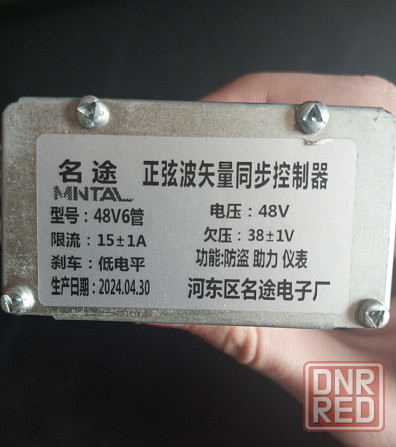 名途 正弦波矢量同步控制器
MNTAL
型号：48V6管 电压：48V
限流：15±1A 欠压：38±1V
刹车：低电平 功能:防盗 助力 仪表
生产日期：2024.04.30 河东区名途电子厂
DNR
RED